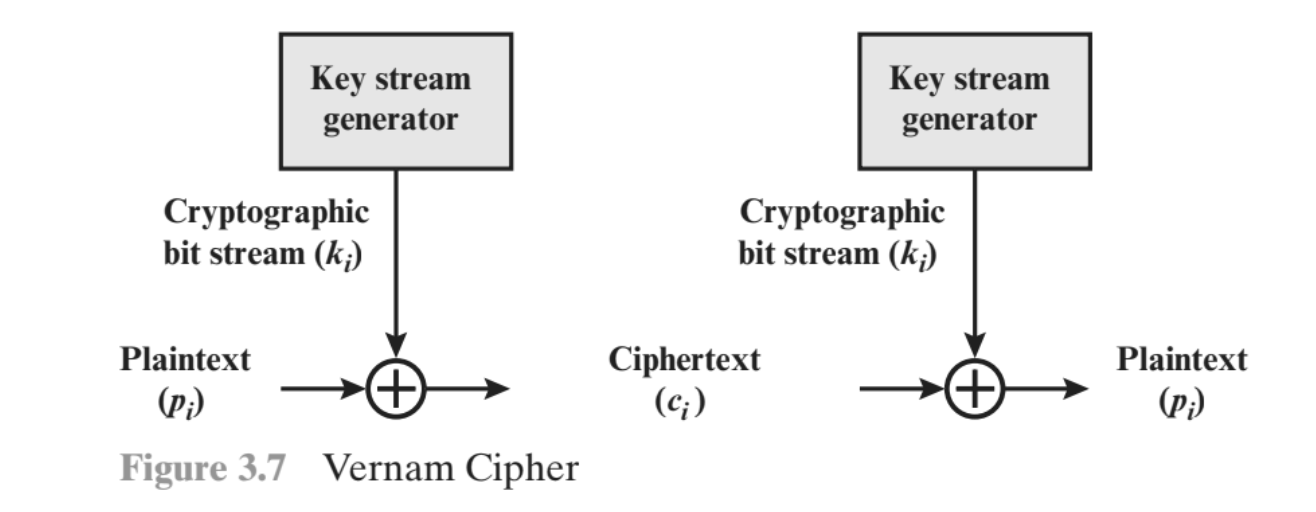 Key stream
generator
Key stream
generator
Cryptographic
bit stream (kᵢ)
Cryptographic
bit stream (kᵢ)
Plaintext
(pᵢ)
Ciphertext
(cᵢ)
Plaintext
(pᵢ)
Figure 3.7 Vernam Cipher